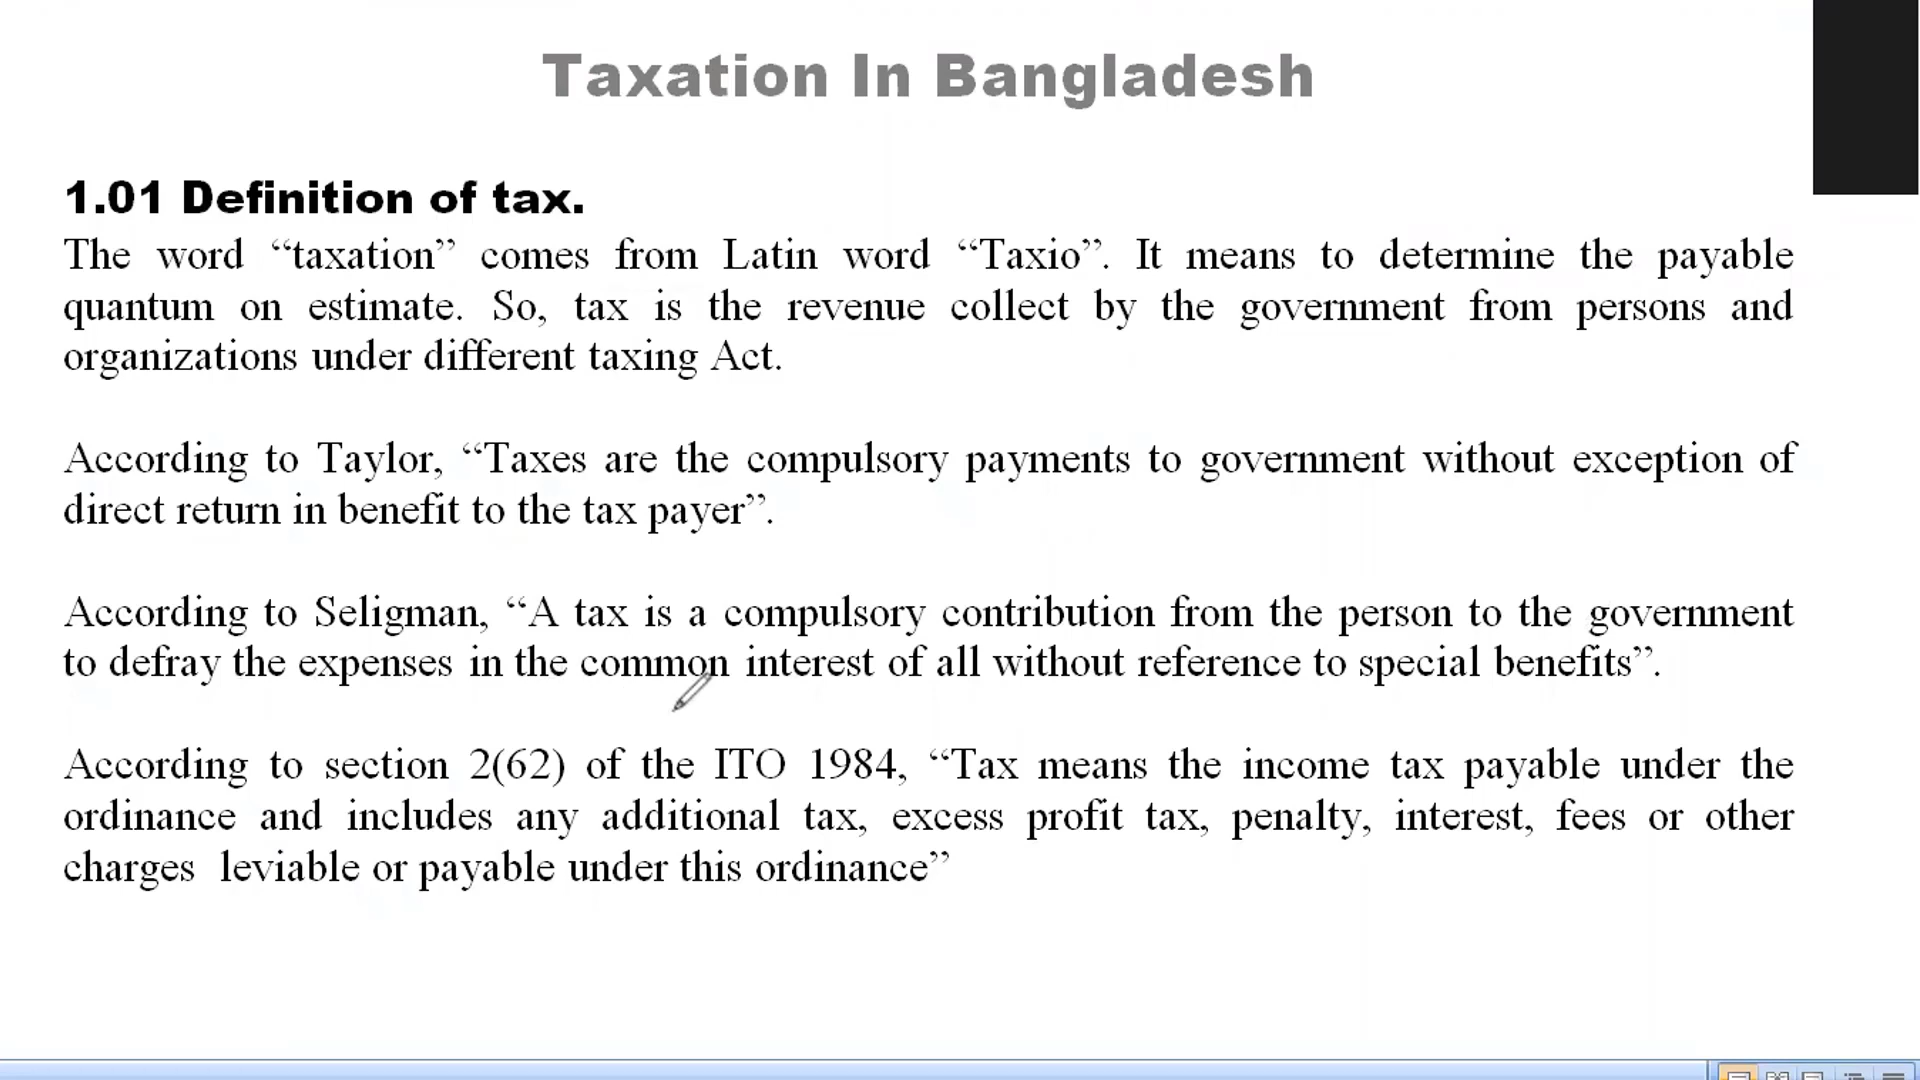 Taxation In Bangladesh
1.01 Definition of tax.
The word “taxation” comes from Latin word “Taxio”. It means to determine the payable
quantum on estimate. So, tax is the revenue collect by the government from persons and
organizations under different taxing Act.
According to Taylor, “Taxes are the compulsory payments to government without exception of
direct return in benefit to the tax payer”.
According to Seligman, “A tax is a compulsory contribution from the person to the government
to defray the expenses in the common interest of all without reference to special benefits”.
According to section 2(62) of the ITO 1984, “Tax means the income tax payable under the
ordinance and includes any additional tax, excess profit tax, penalty, interest, fees or other
charges leviable or payable under this ordinance”